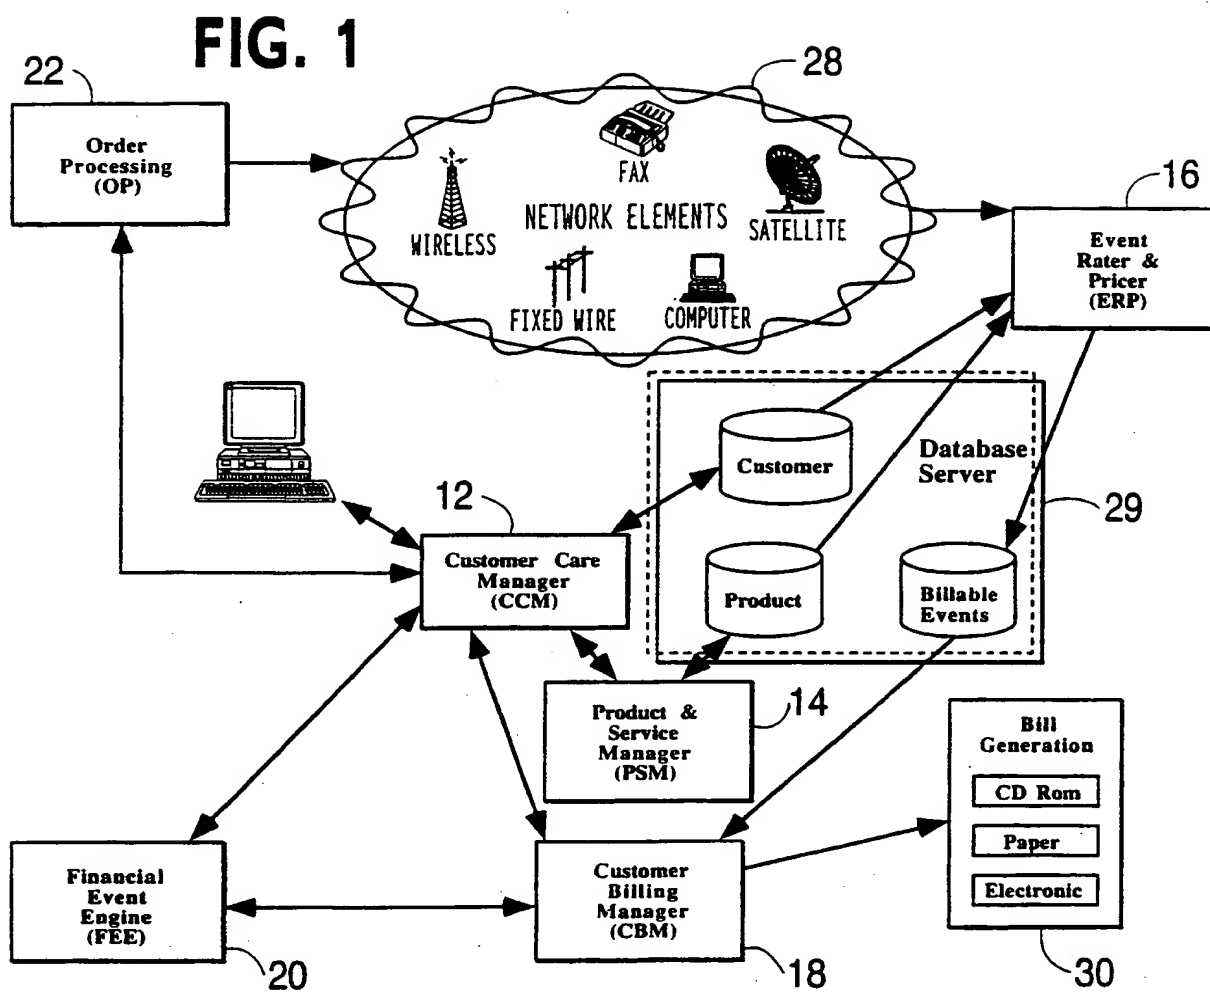 FIG. 1
22
28
Order
Processing
(OP)
FAX
WIRELESS
NETWORK ELEMENTS
SATELLITE
FIXED WIRE
COMPUTER
16
Event
Rater &
Pricer
(ERP)
Customer
Database
Server
29
Product
Billable
Events
12
Customer Care
Manager
(CCM)
Product &
Service
Manager
(PSM)
14
Bill
Generation
CD Rom
Paper
Electronic
30
Financial
Event
Engine
(FEE)
20
Customer
Billing
Manager
(CBM)
18